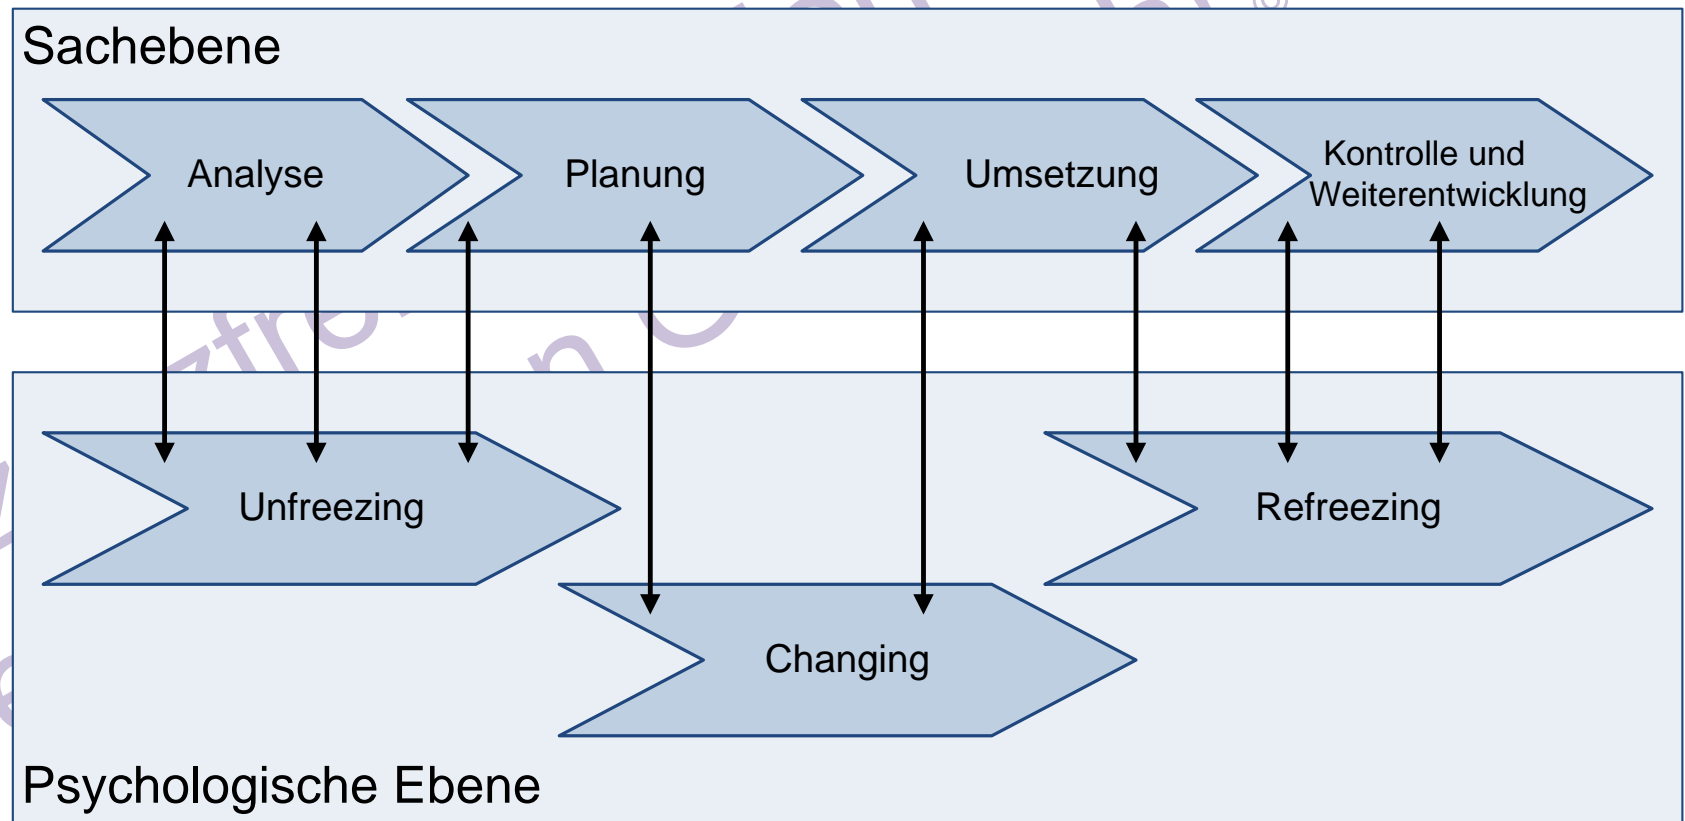 Sachebene
Analyse
Planung
Umsetzung
Kontrolle und
Weiterentwicklung
Unfreezing
Refreezing
Changing
Psychologische Ebene